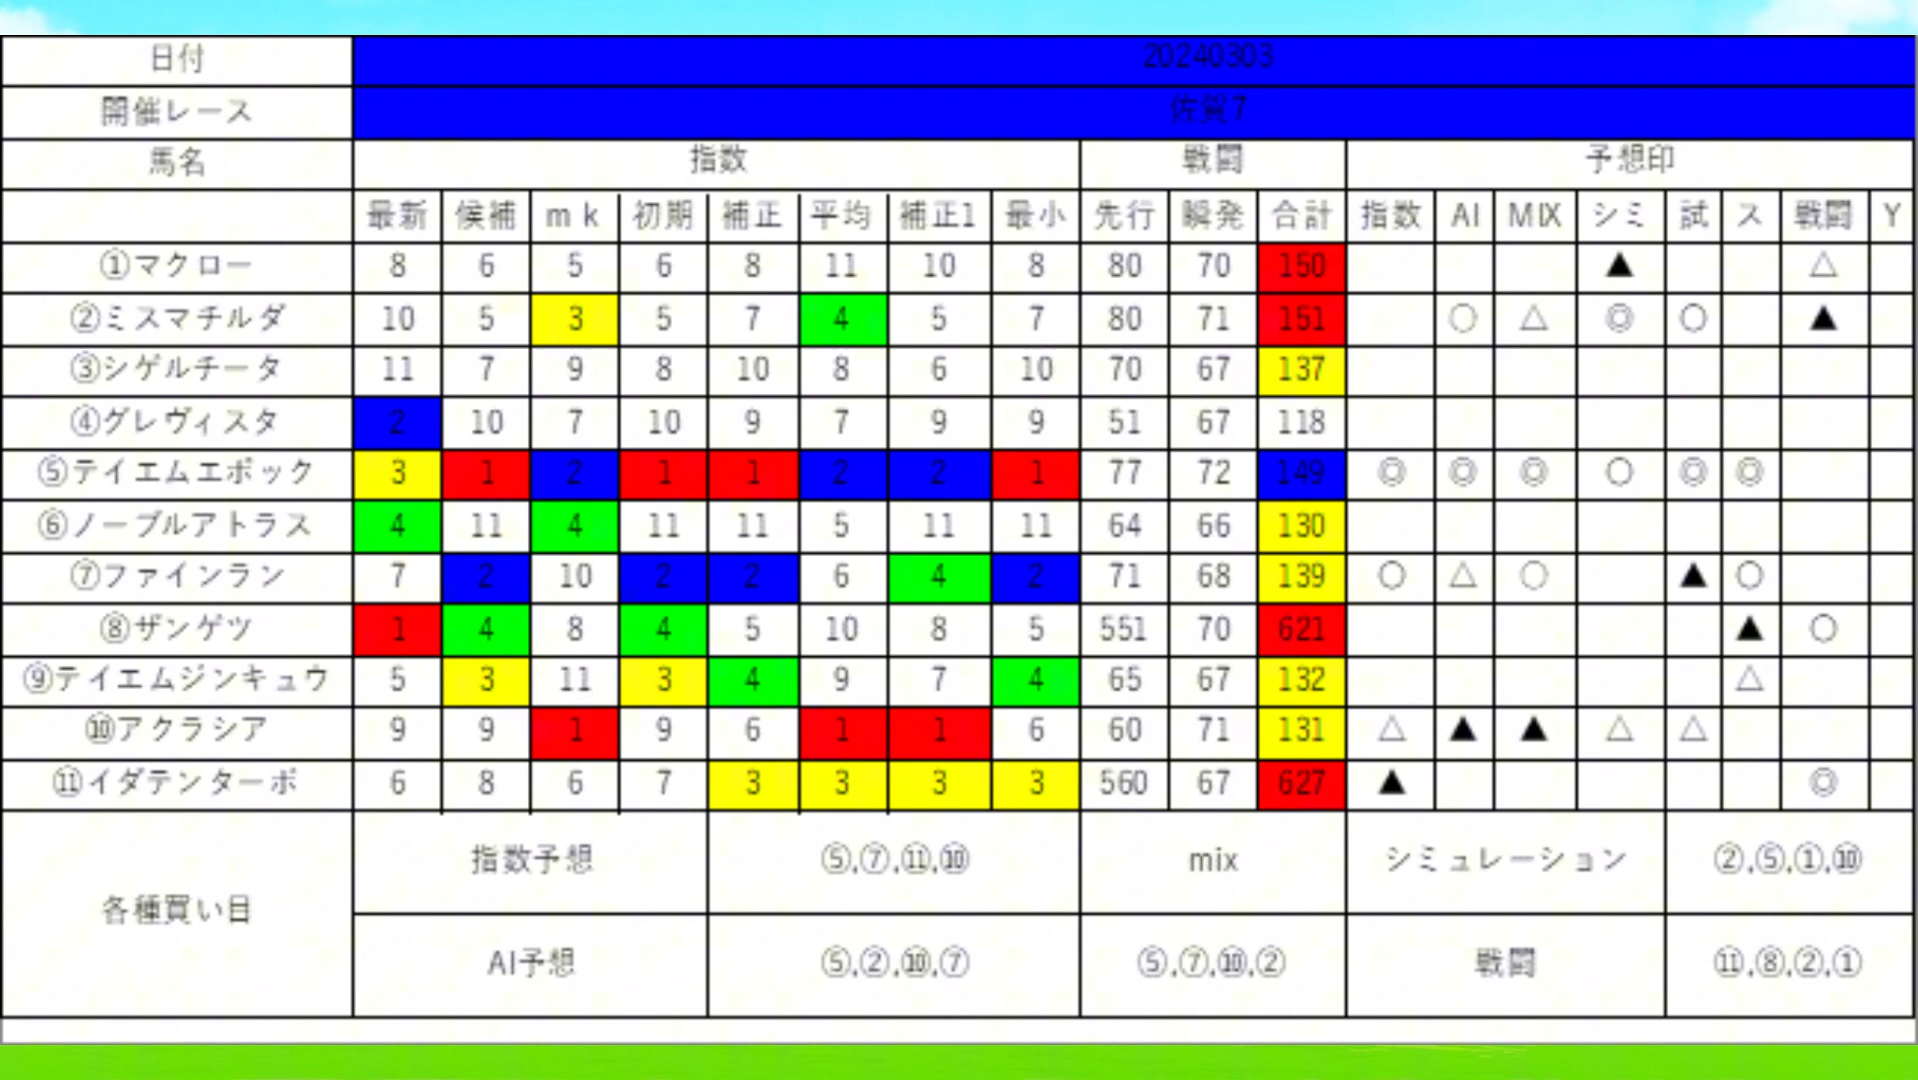 日付 20240303
開催レース 佐賀7
馬名 指数 戦闘 予想印
最新 候補 mk 初期 補正 平均 補正1 最小 先行 瞬発 合計 指数 AI MIX シミ 試 ス 戦闘 Y
①マクロー 8 6 5 6 8 11 10 8 80 70 150 ▲ △
②ミスマチルダ 10 5 3 5 7 4 5 7 80 71 151 ○ △ ◎ ○ ▲
③シゲルチータ 11 7 9 8 10 8 6 10 70 67 137
④グレヴィスタ 2 10 7 10 9 7 9 9 51 67 118
⑤テイエムエポック 3 1 2 1 1 2 2 1 77 72 149 ◎ ◎ ◎ ○ ◎ ◎
⑥ノーブルアトラス 4 11 4 11 11 5 11 11 64 66 130
⑦ファインラン 7 2 10 2 2 6 4 2 71 68 139 ○ △ ○ ▲ ○
⑧ザンゲツ 1 4 8 4 5 10 8 5 551 70 621 ▲ ○
⑨テイエムジンキュウ 5 3 11 3 4 9 7 4 65 67 132 △
⑩アクラシア 9 9 1 9 6 1 1 6 60 71 131 △ ▲ ▲ △ △
⑪イダテンターボ 6 8 6 7 3 3 3 3 560 67 627 ▲ ◎
各種買い目
指数予想 ⑤,⑦,⑪,⑩ mix シミュレーション ②,⑤,①,⑩
AI予想 ⑤,②,⑩,⑦ ⑤,⑦,⑩,② 戦闘 ⑪,⑧,②,①